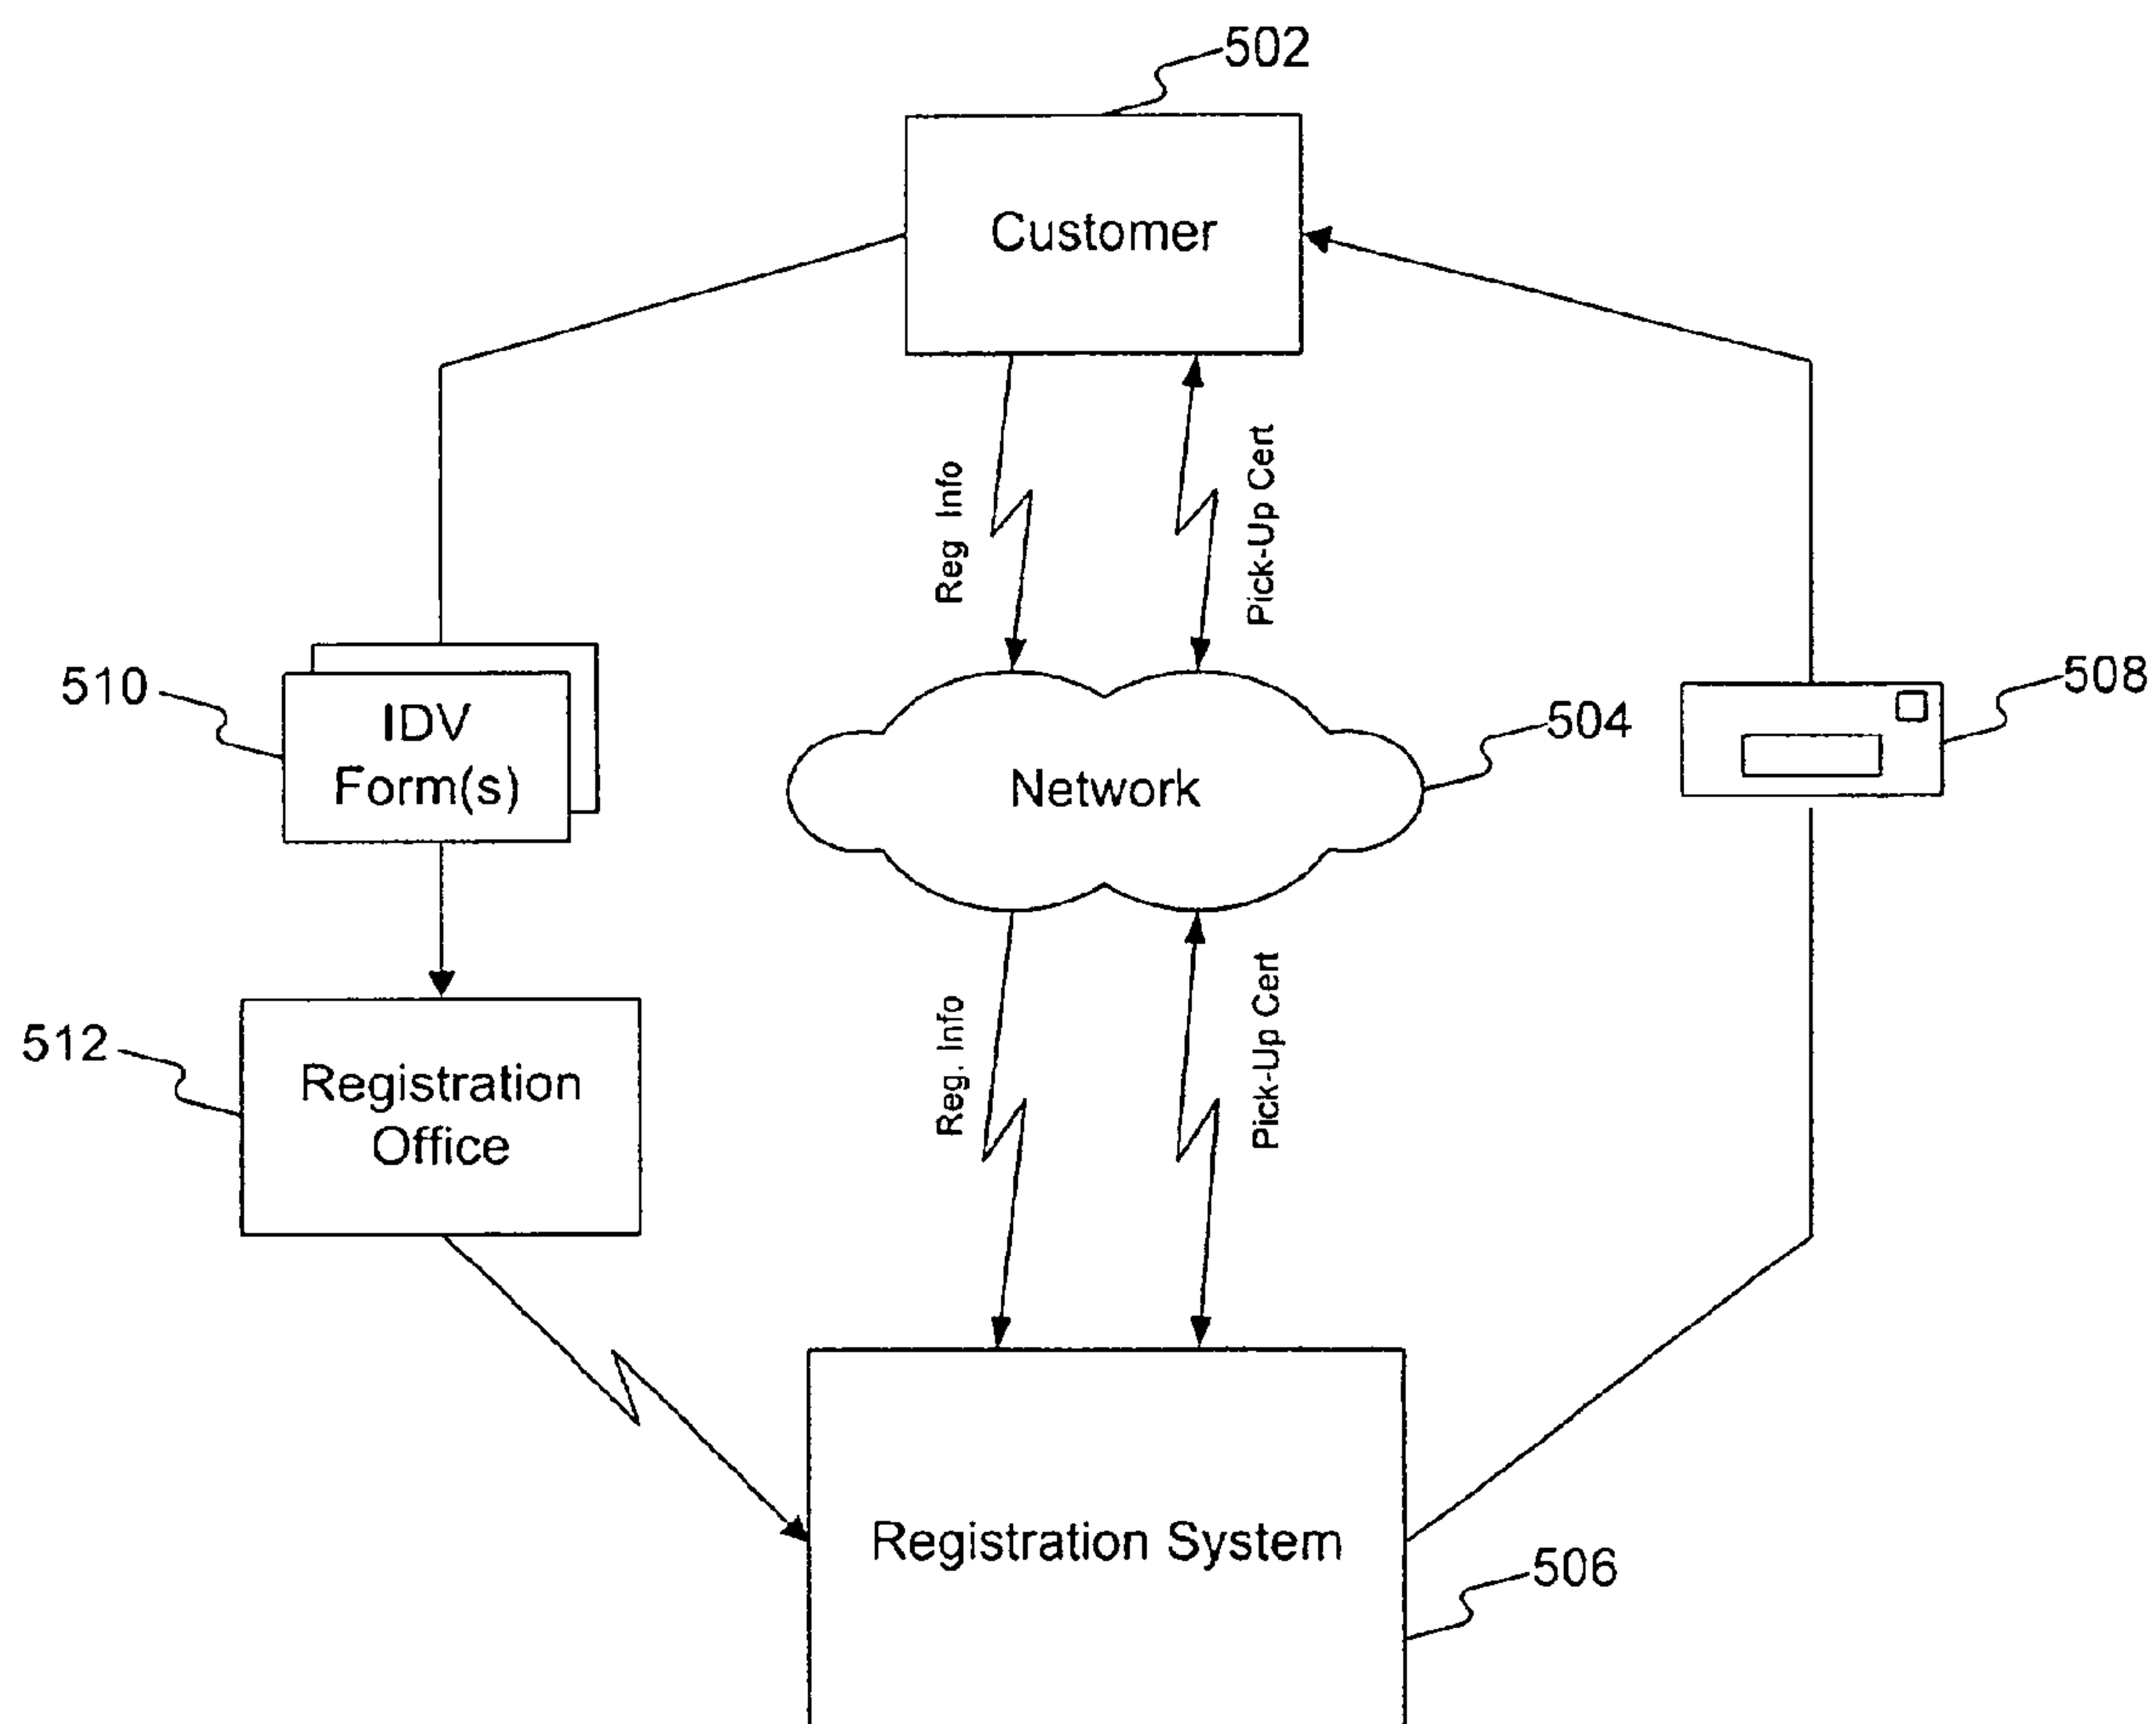 502
Customer
Reg Info
Pick-Up Cert
510
IDV
Form(s)
504
Network
508
512
Registration
Office
Reg. Info
Pick-Up Cert
Registration System
506